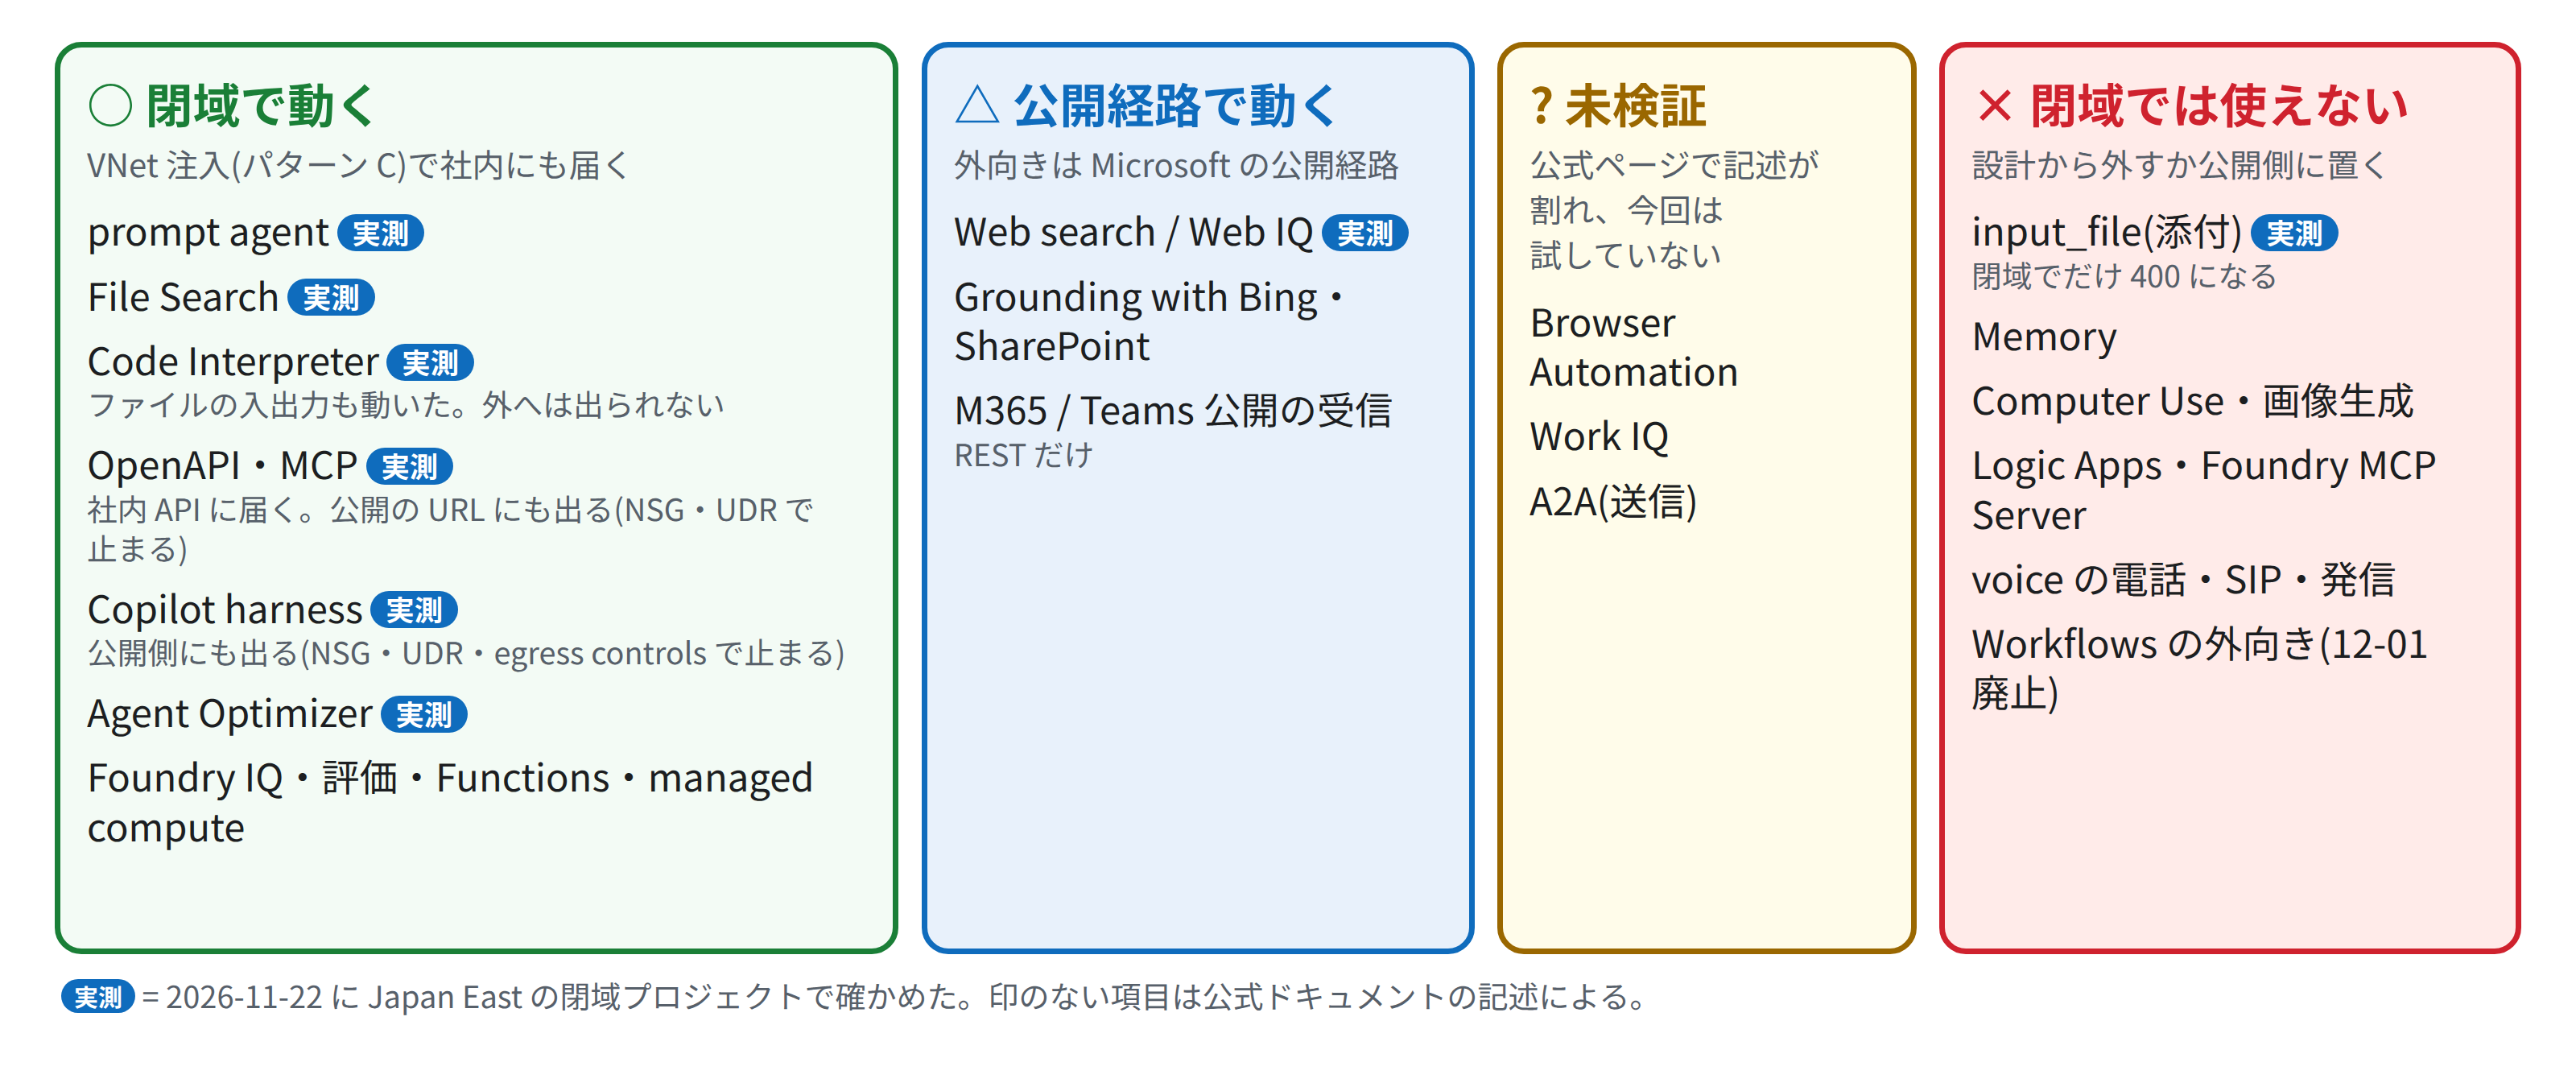 ○ 閉域で動く
VNet 注入(パターン C)で社内にも届く
prompt agent 実測
File Search 実測
Code Interpreter 実測
ファイルの入出力も動いた。外へは出られない
OpenAPI・MCP 実測
社内 API に届く。公開の URL にも出る(NSG・UDR で
止まる)
Copilot harness 実測
公開側にも出る(NSG・UDR・egress controls で止まる)
Agent Optimizer 実測
Foundry IQ・評価・Functions・managed
compute
△ 公開経路で動く
外向きは Microsoft の公開経路
Web search / Web IQ 実測
Grounding with Bing・
SharePoint
M365 / Teams 公開の受信
REST だけ
? 未検証
公式ページで記述が
割れ、今回は
試していない
Browser
Automation
Work IQ
A2A(送信)
× 閉域では使えない
設計から外すか公開側に置く
input_file(添付) 実測
閉域でだけ 400 になる
Memory
Computer Use・画像生成
Logic Apps・Foundry MCP
Server
voice の電話・SIP・発信
Workflows の外向き(12-01
廃止)
実測 = 2026-11-22 に Japan East の閉域プロジェクトで確かめた。印のない項目は公式ドキュメントの記述による。